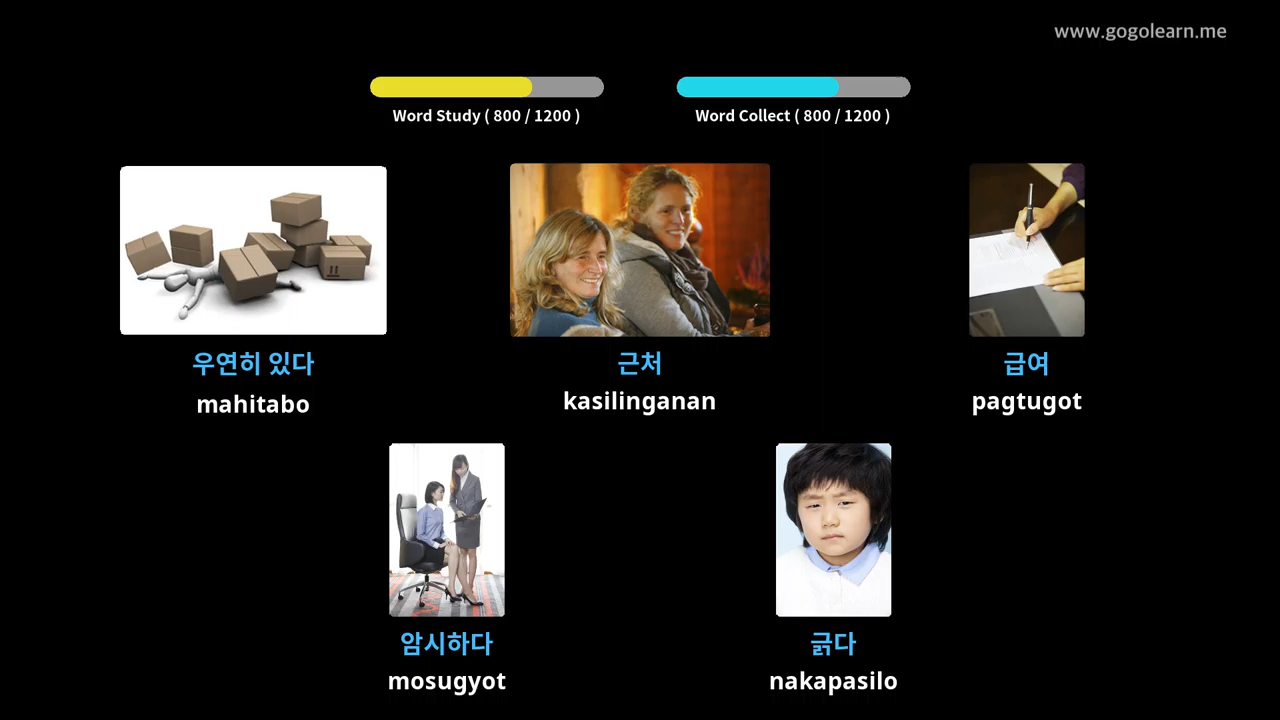 www.gogolearn.me
Word Study ( 800 / 1200 )
Word Collect ( 800 / 1200 )
우연히 있다
mahitabo
근처
kasilinganan
급여
pagtugot
암시하다
mosugyot
긁다
nakapasilo